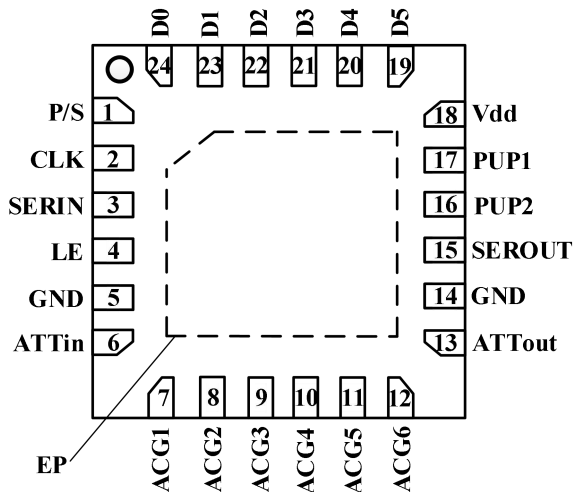 D0 D1 D2 D3 D4 D5
24 23 22 21 20 19
P/S 1 18 Vdd
CLK 2 17 PUP1
SERIN 3 16 PUP2
LE 4 15 SEROUT
GND 5 14 GND
ATTin 6 13 ATTout
7 8 9 10 11 12
ACG1 ACG2 ACG3 ACG4 ACG5 ACG6
EP